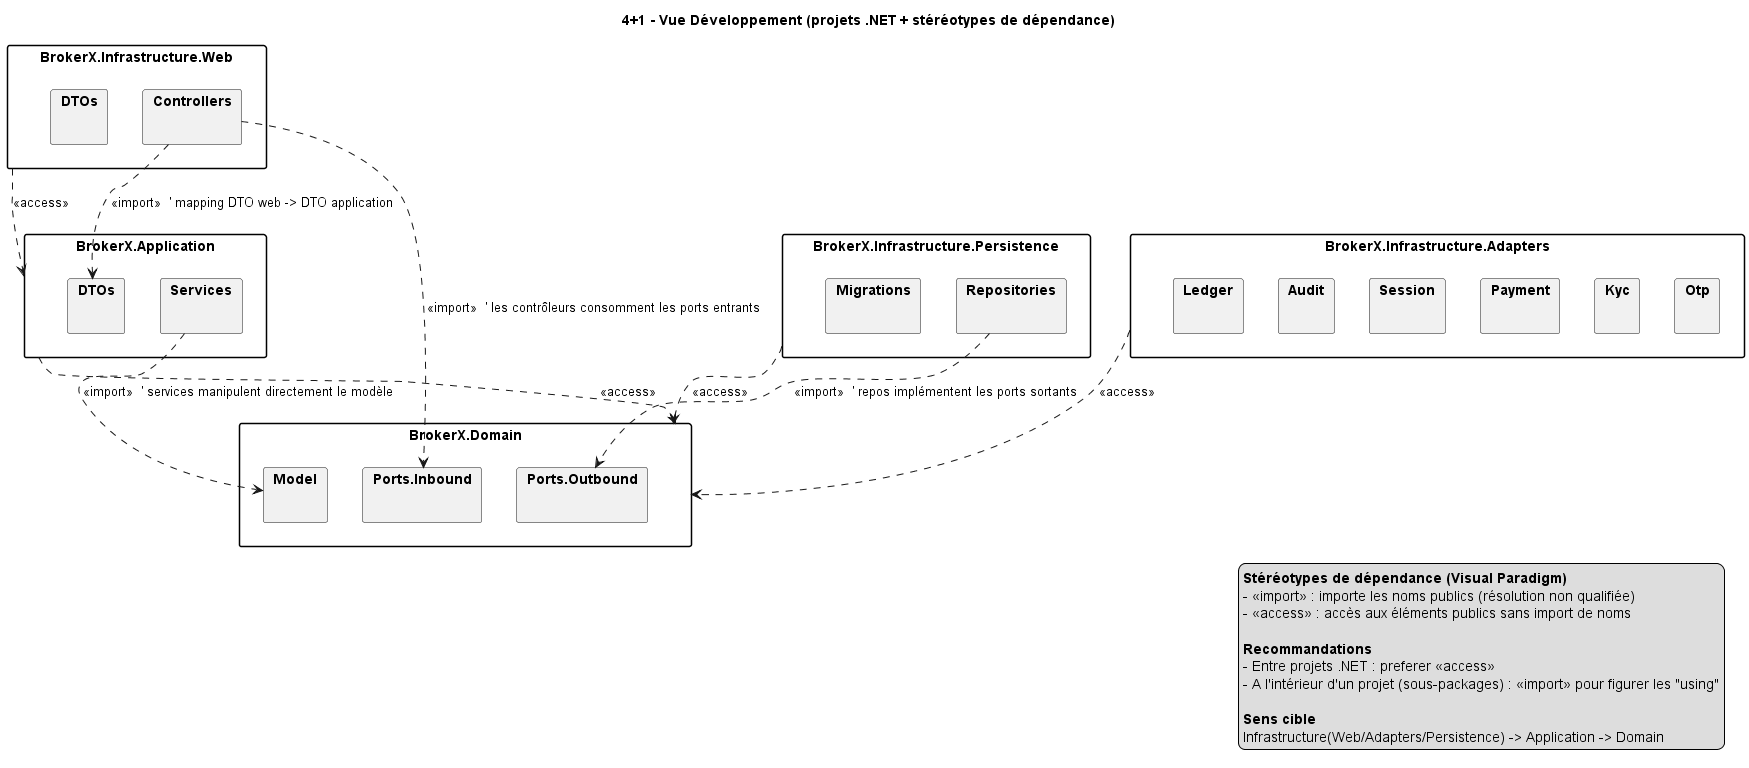 4+1 - Vue Développement (projets .NET + stéréotypes de dépendance)
BrokerX.Infrastructure.Web
DTOs
Controllers
«access»
«import»  ' mapping DTO web -> DTO application
BrokerX.Application
DTOs
Services
BrokerX.Infrastructure.Persistence
Migrations
Repositories
BrokerX.Infrastructure.Adapters
Ledger
Audit
Session
Payment
Kyc
Otp
«import»  ' les contrôleurs consomment les ports entrants
«import»  ' services manipulent directement le modèle
«access»
«access»
«import»  ' repos implémentent les ports sortants
«access»
BrokerX.Domain
Model
Ports.Inbound
Ports.Outbound
Stéréotypes de dépendance (Visual Paradigm)
- «import» : importe les noms publics (résolution non qualifiée)
- «access» : accès aux éléments publics sans import de noms
Recommandations
- Entre projets .NET : preferer «access»
- A l'intérieur d'un projet (sous-packages) : «import» pour figurer les "using"
Sens cible
Infrastructure(Web/Adapters/Persistence) -> Application -> Domain